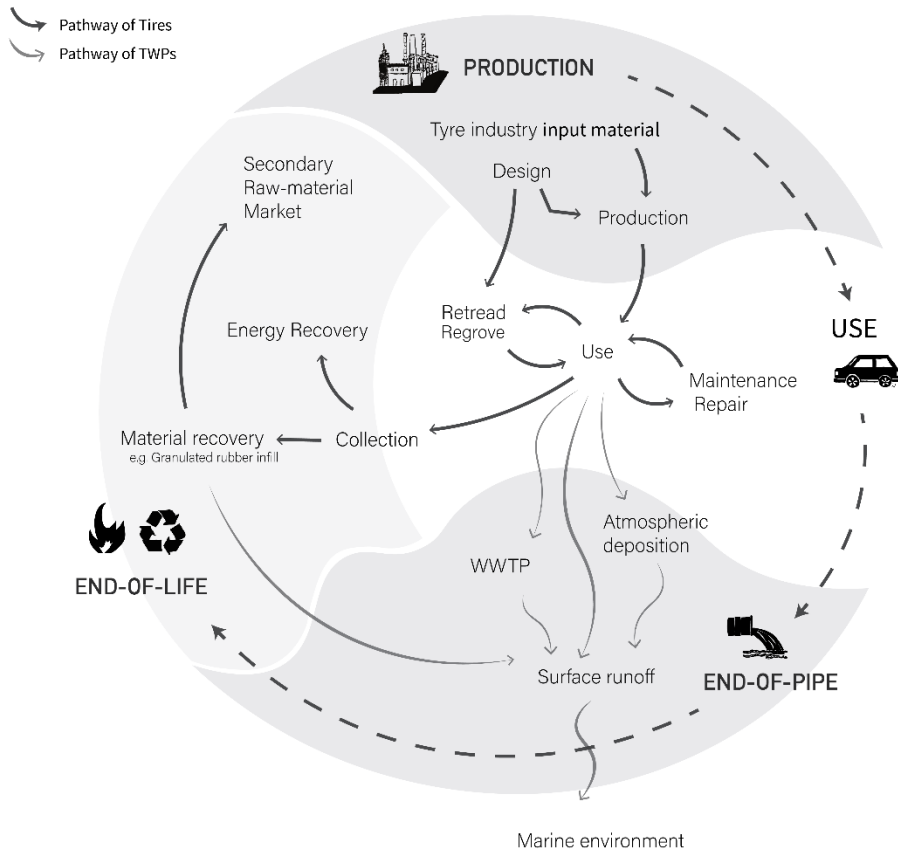 Pathway of Tires
Pathway of TWPs
PRODUCTION
Tyre industry input material
Design
Production
Secondary
Raw-material
Market
Retread
Regrove
Energy Recovery
Use
USE
Maintenance
Repair
Material recovery
e.g. Granulated rubber infill
Collection
Atmospheric
deposition
WWTP
END-OF-LIFE
Surface runoff
END-OF-PIPE
Marine environment